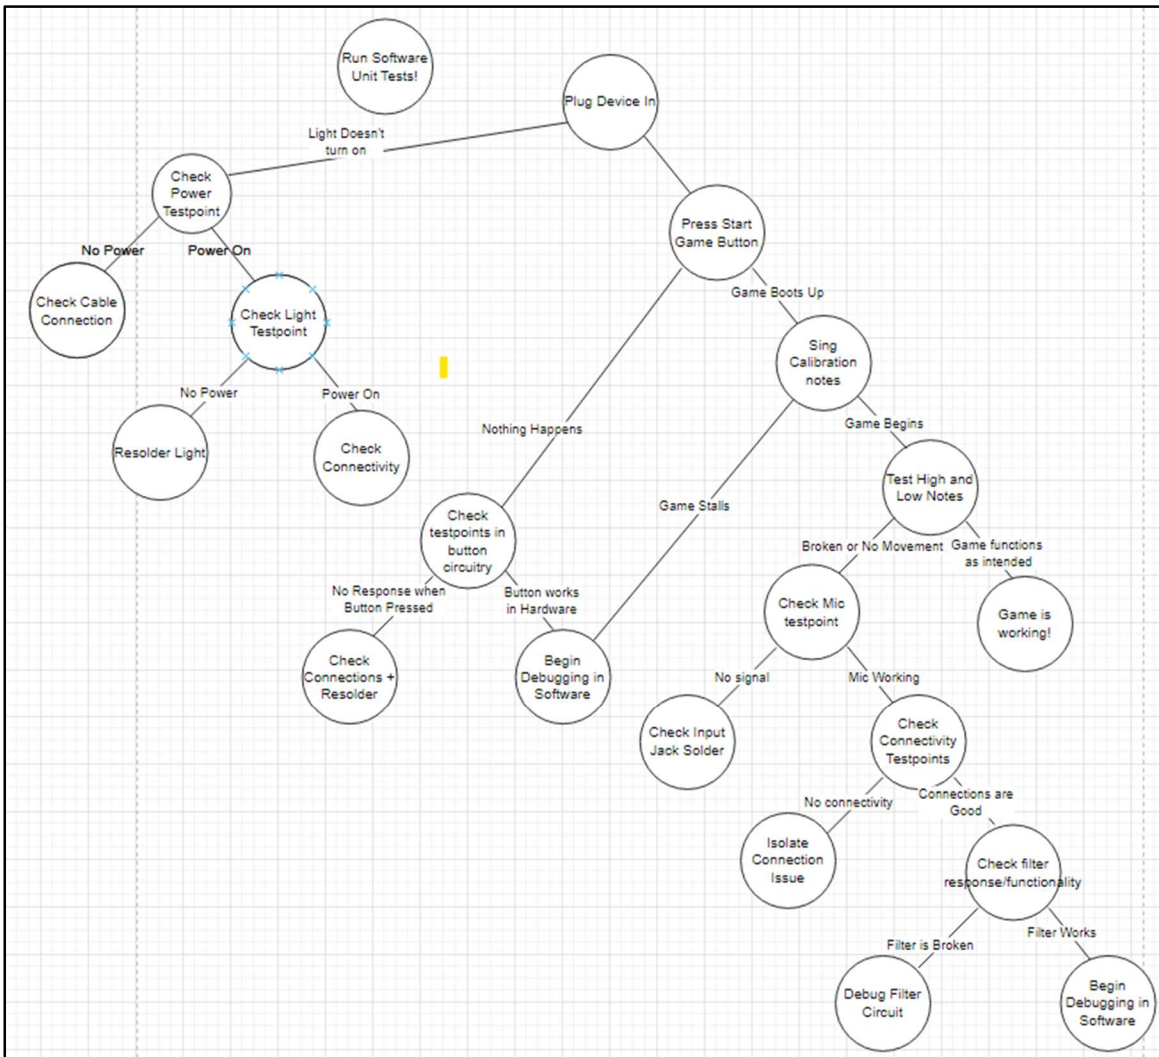 Run Software
Unit Tests!
Plug Device In
Light Doesn't
turn on
Check
Power
Testpoint
Press Start
Game Button
No Power
Power On
Check Cable
Connection
Check Light
Testpoint
Game Boots Up
Sing
Calibration
notes
No Power
Power On
Resolder Light
Check
Connectivity
Nothing Happens
Game Begins
Game Stalls
Test High and
Low Notes
Check
testpoints in
button
circuitry
Broken or No Movement
Game functions
as intended
No Response when
Button Pressed
Button works
in Hardware
Check Mic
testpoint
Game is
working!
Check
Connections +
Resolder
Begin
Debugging in
Software
No signal
Mic Working
Check Input
Jack Solder
Check
Connectivity
Testpoints
No connectivity
Connections are
Good
Isolate
Connection
Issue
Check filter
response/functionality
Filter is Broken
Filter Works
Debug Filter
Circuit
Begin
Debugging in
Software